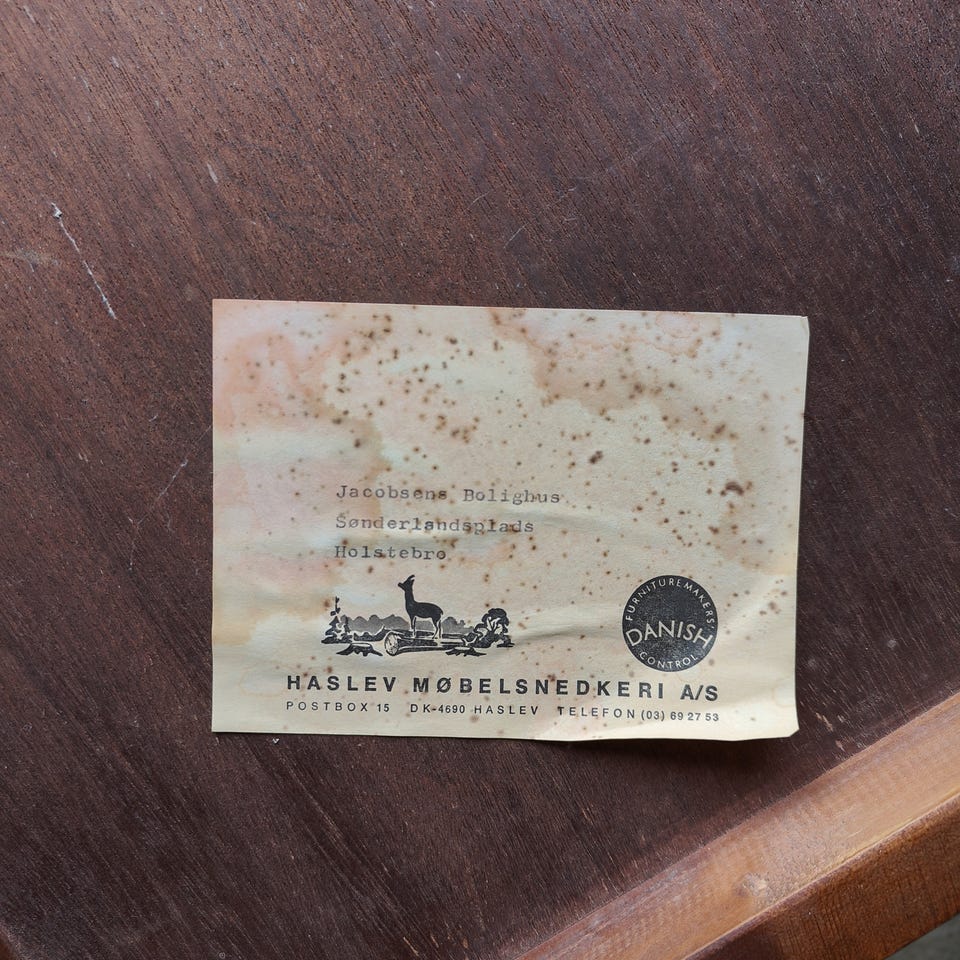 Jacobsens Bolighus
Sønderlandsplads
Holstebro
FURNITUREMAKERS'
DANISH
CONTROL
HASLEV MØBELSNEDKERI A/S
POSTBOX 15 DK-4690 HASLEV TELEFON (03) 69 27 53